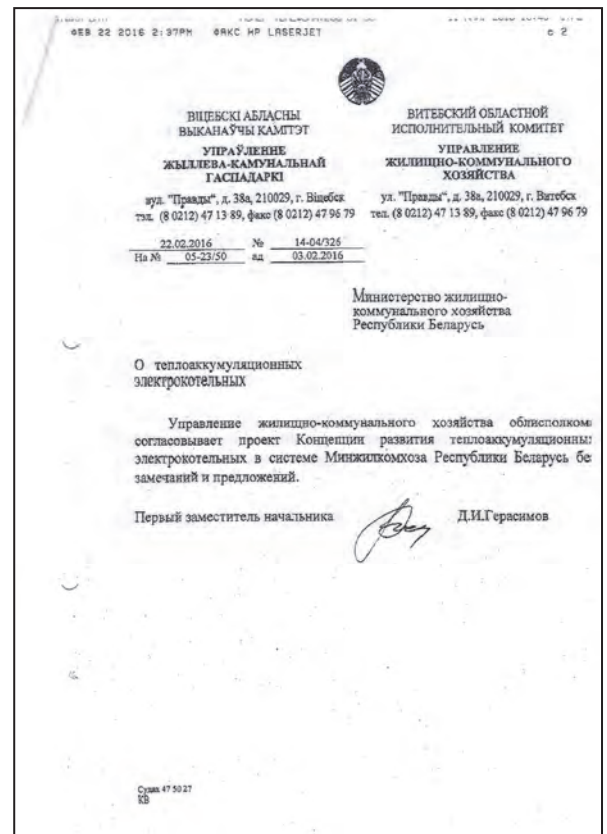 ФЕВ 22 2016 2:37PM ФАКС HP LASERJET с 2
ВІЦЕБСКІ АБЛАСНЫ
ВЫКАНАЎЧЫ КАМІТЭТ
УПРАЎЛЕННЕ
ЖЫЛЛЕВА-КАМУНАЛЬНАЙ
ГАСПАДАРКІ
вул. "Праўды", д. 38а, 210029, г. Віцебск
тэл. (8 0212) 47 13 89, факс (8 0212) 47 96 79
ВИТЕБСКИЙ ОБЛАСТНОЙ
ИСПОЛНИТЕЛЬНЫЙ КОМИТЕТ
УПРАВЛЕНИЕ
ЖИЛИЩНО-КОММУНАЛЬНОГО
ХОЗЯЙСТВА
ул. "Правды", д. 38а, 210029, г. Витебск
тел. (8 0212) 47 13 89, факс (8 0212) 47 96 79
22.02.2016 № 14-04/326
На № 05-23/50 ад 03.02.2016
Министерство жилищно-
коммунального хозяйства
Республики Беларусь
О теплоаккумуляционных
электрокотельных
Управление жилищно-коммунального хозяйства облисполком
согласовывает проект Концепции развития теплоаккумуляционны
электрокотельных в системе Минжилкомхоза Республики Беларусь бе
замечаний и предложений.
Первый заместитель начальника Д.И.Герасимов
47 50 27
КВ